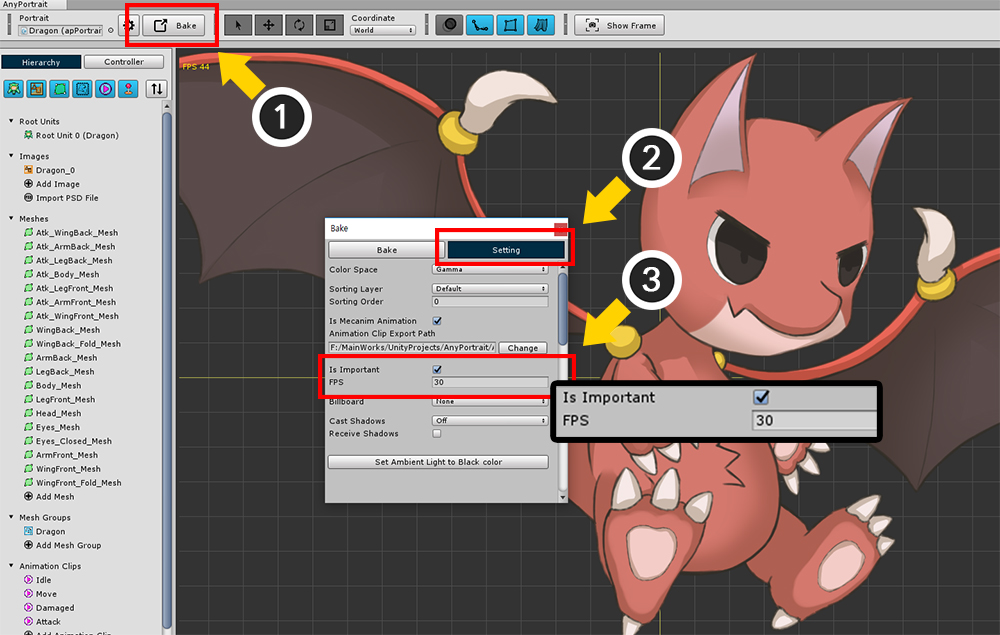 AnyPortrait
Portrait
Dragon (apPortrai
Bake
Coordinate
World
Show Frame
Hierarchy
Controller
FPS 44
Root Units
Root Unit 0 (Dragon)
Images
Dragon_0
Add Image
Import PSD File
Meshes
Atk_WingBack_Mesh
Atk_ArmBack_Mesh
Atk_LegBack_Mesh
Atk_Body_Mesh
Atk_LegFront_Mesh
Atk_ArmFront_Mesh
Atk_WingFront_Mesh
WingBack_Mesh
WingBack_Fold_Mesh
ArmBack_Mesh
LegBack_Mesh
Body_Mesh
LegFront_Mesh
Head_Mesh
Eyes_Mesh
Eyes_Closed_Mesh
ArmFront_Mesh
WingFront_Mesh
WingFront_Fold_Mesh
Add Mesh
Mesh Groups
Dragon
Add Mesh Group
Animation Clips
Idle
Move
Damaged
Attack
Add Animation Clip
1
2
3
Bake
Bake
Setting
Color Space
Gamma
Sorting Layer
Default
Sorting Order
0
Is Mecanim Animation
Animation Clip Export Path
F:/MainWorks/UnityProjects/AnyPortrait/
Change
Is Important
FPS
30
Billboard
None
Cast Shadows
Off
Receive Shadows
Set Ambient Light to Black color
Is Important
FPS
30